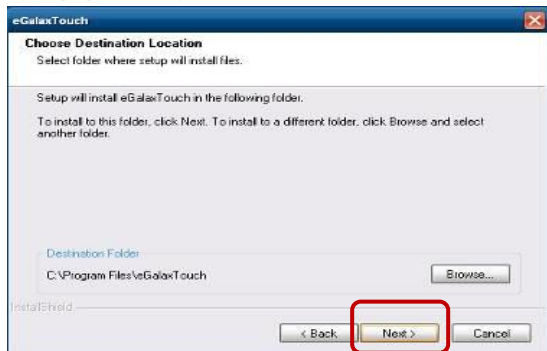 eGalaxTouch
Choose Destination Location
Select folder where setup will install files.
Setup will install eGalaxTouch in the following folder.
To install to this folder, click Next. To install to a different folder, click Browse and select
another folder.
Destination Folder
C:\Program Files\eGalaxTouch
Browse...
InstallShield
< Back
Next >
Cancel